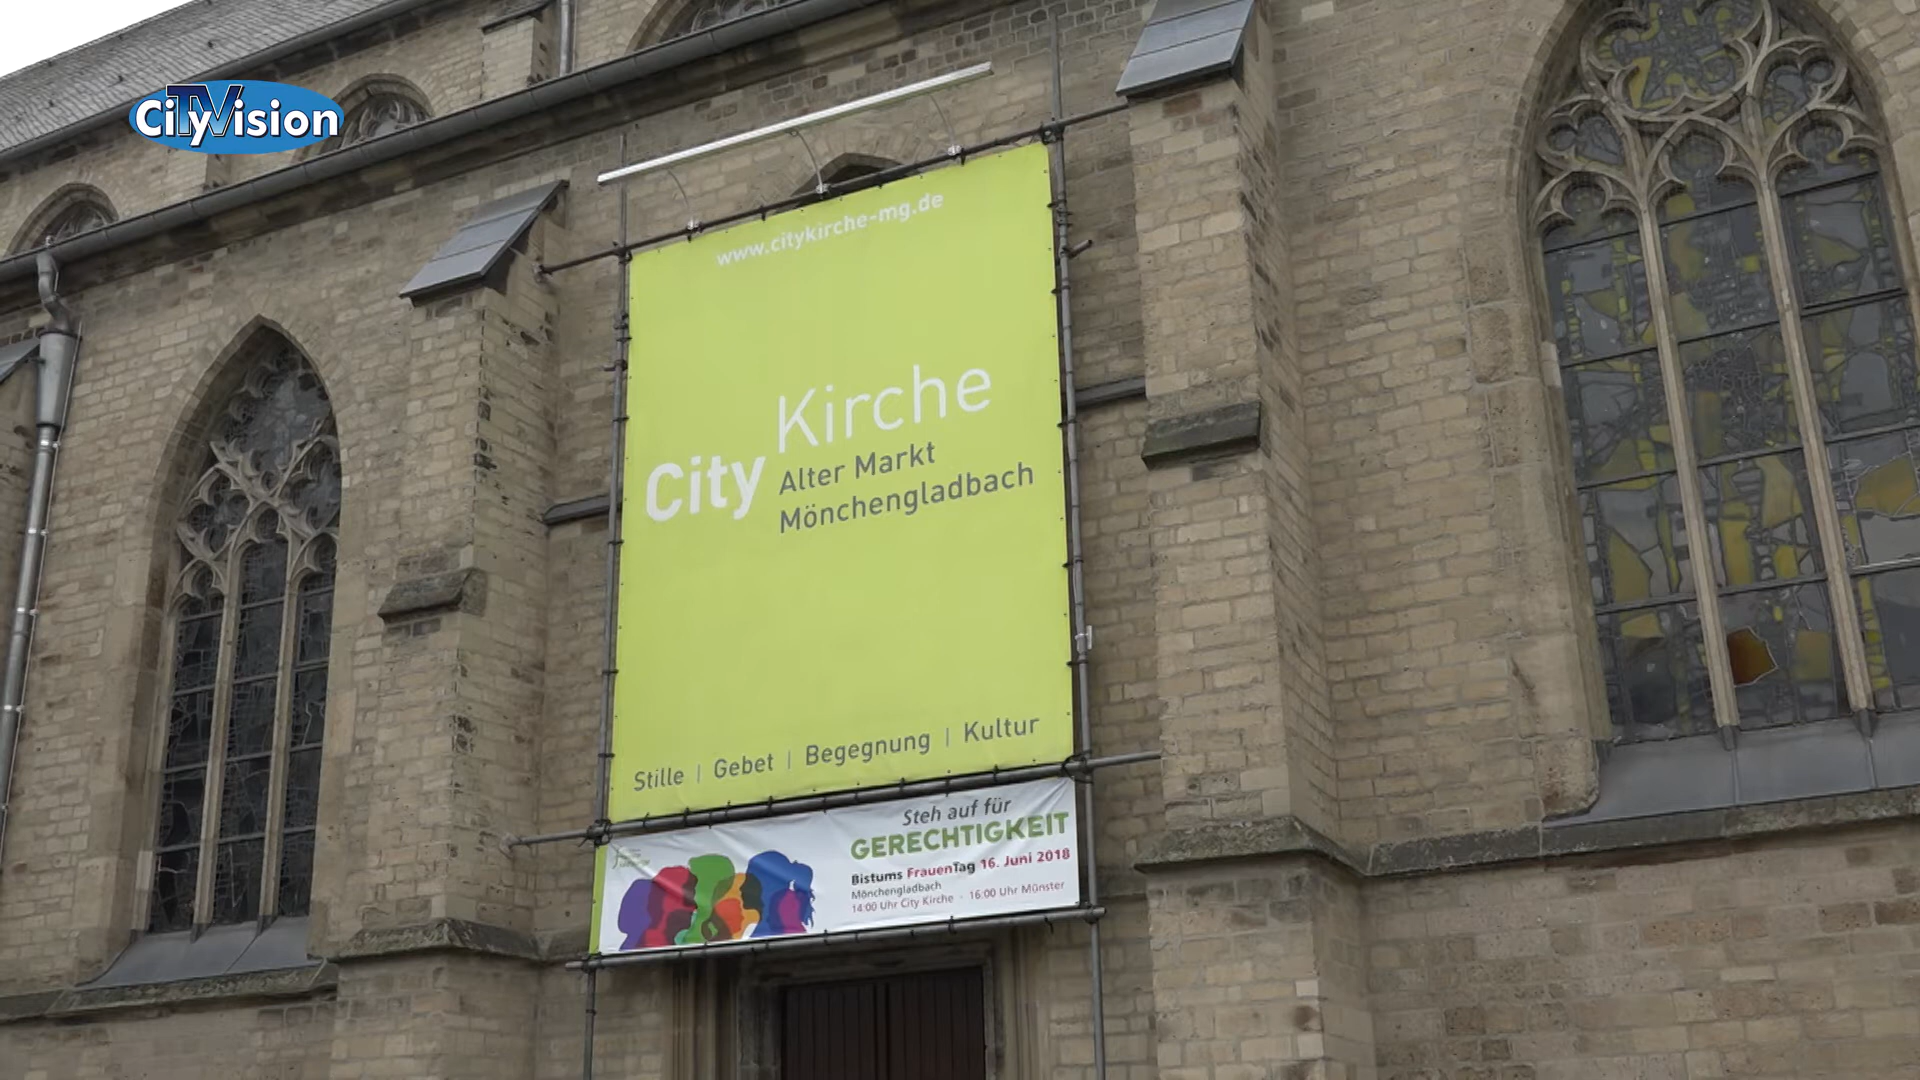 CiTyVision
www.citykirche-mg.de
Kirche
City Alter Markt
Mönchengladbach
Stille | Gebet | Begegnung | Kultur
Steh auf für
GERECHTIGKEIT
Bistums FrauenTag 16. Juni 2018
Mönchengladbach
14:00 Uhr City Kirche - 16:00 Uhr Münster